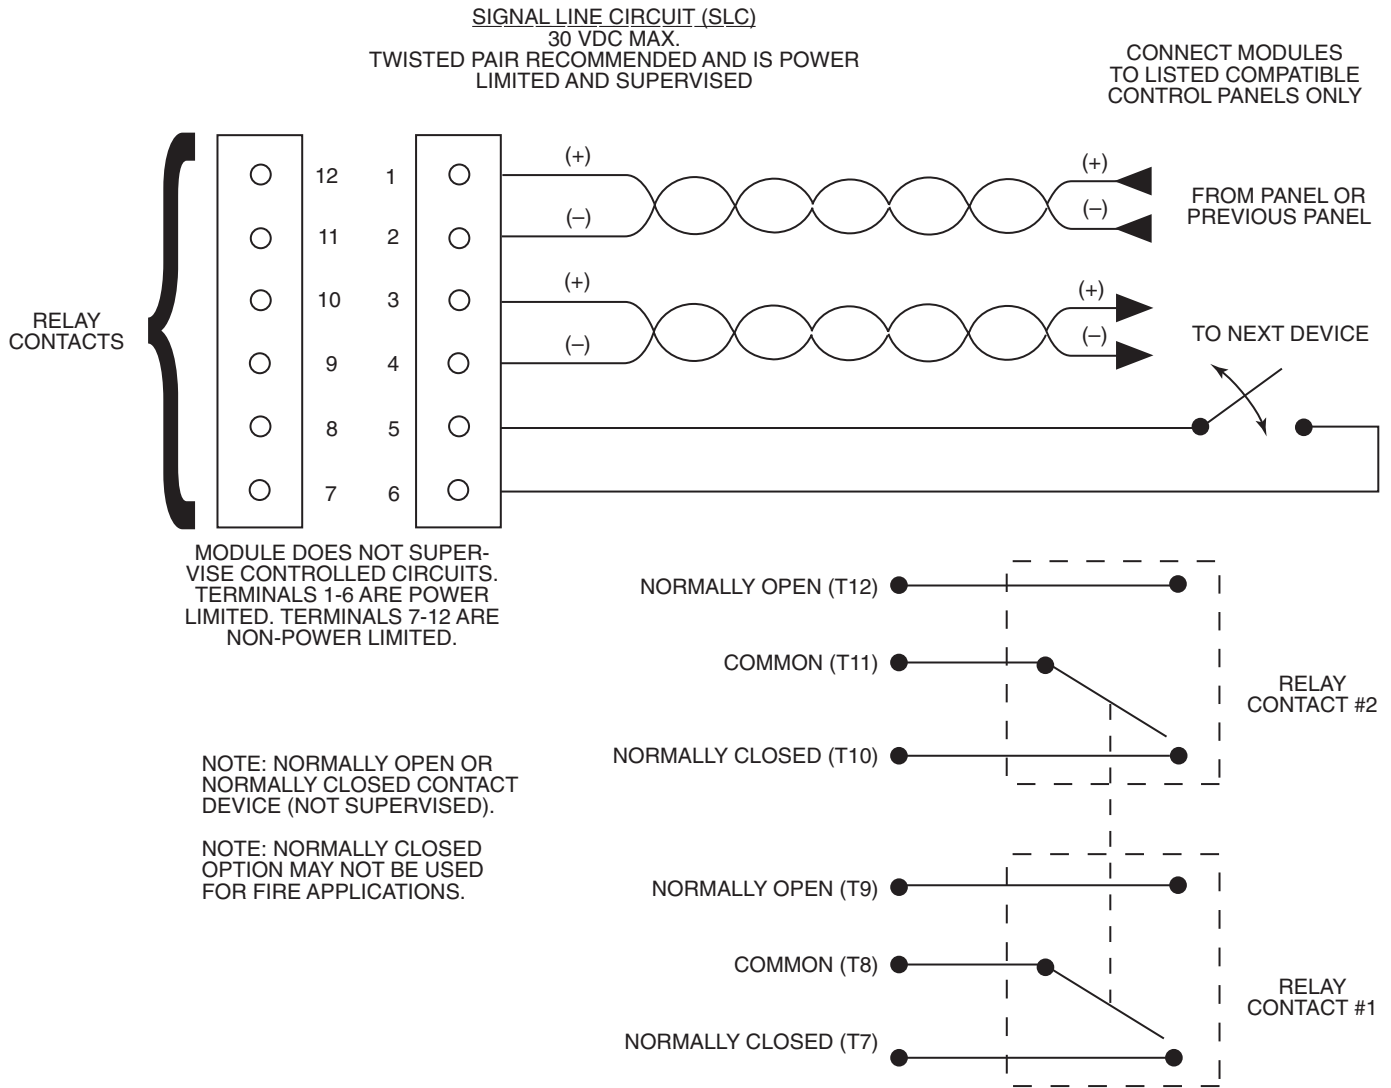 SIGNAL LINE CIRCUIT (SLC)
30 VDC MAX.
TWISTED PAIR RECOMMENDED AND IS POWER
LIMITED AND SUPERVISED
CONNECT MODULES
TO LISTED COMPATIBLE
CONTROL PANELS ONLY
RELAY
CONTACTS
12 1
11 2
10 3
9 4
8 5
7 6
(+)
(–)
(+)
(–)
(+)
(–)
FROM PANEL OR
PREVIOUS PANEL
(+)
(–)
TO NEXT DEVICE
MODULE DOES NOT SUPER-
VISE CONTROLLED CIRCUITS.
TERMINALS 1-6 ARE POWER
LIMITED. TERMINALS 7-12 ARE
NON-POWER LIMITED.
NOTE: NORMALLY OPEN OR
NORMALLY CLOSED CONTACT
DEVICE (NOT SUPERVISED).
NOTE: NORMALLY CLOSED
OPTION MAY NOT BE USED
FOR FIRE APPLICATIONS.
NORMALLY OPEN (T12)
COMMON (T11)
NORMALLY CLOSED (T10)
RELAY
CONTACT #2
NORMALLY OPEN (T9)
COMMON (T8)
NORMALLY CLOSED (T7)
RELAY
CONTACT #1